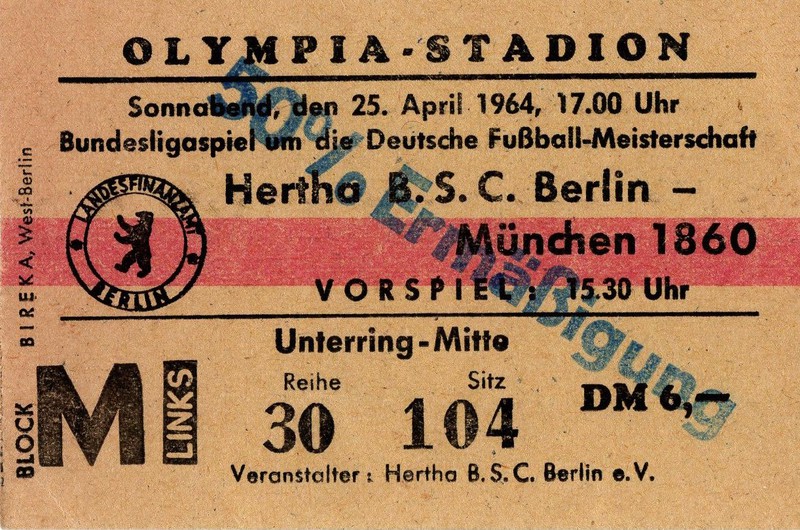 OLYMPIA-STADION
Sonnabend, den 25. April 1964, 17.00 Uhr
Bundesligaspiel um die Deutsche Fußball-Meisterschaft
Hertha B.S.C. Berlin –
München 1860
VORSPIEL: 15.30 Uhr
50% Ermäßigung
LANDESFINANZAMT
BERLIN
BIREKA, West-Berlin
Unterring-Mitte
BLOCK
M
LINKS
Reihe
30
Sitz
104
DM 6,—
Veranstalter: Hertha B.S.C. Berlin e.V.